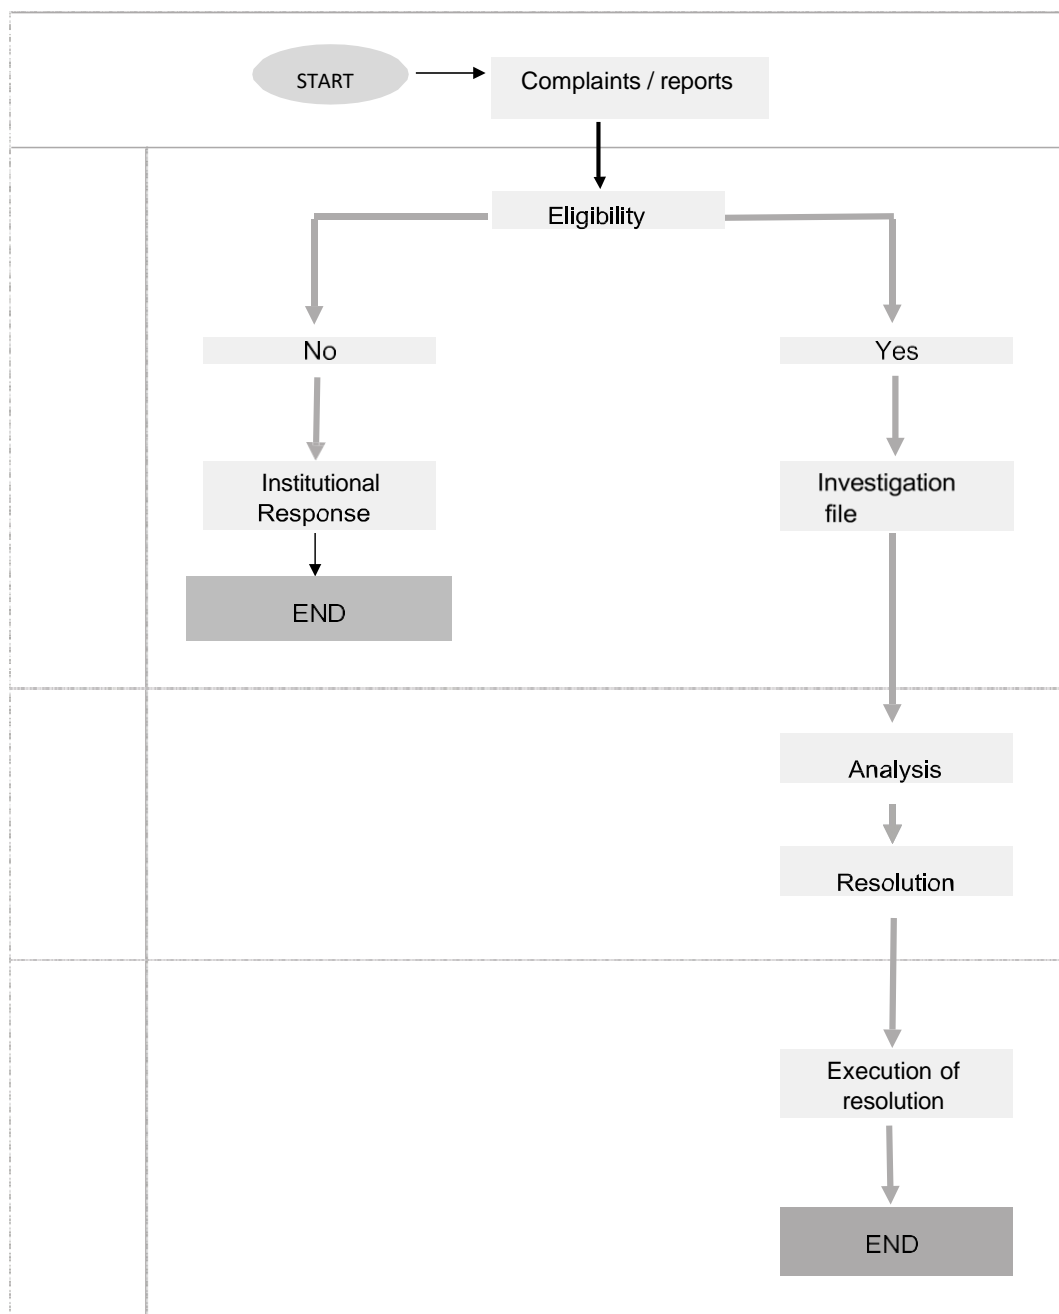 START
Complaints / reports
Eligibility
No
Yes
Institutional
Response
Investigation
file
END
Analysis
Resolution
Execution of
resolution
END